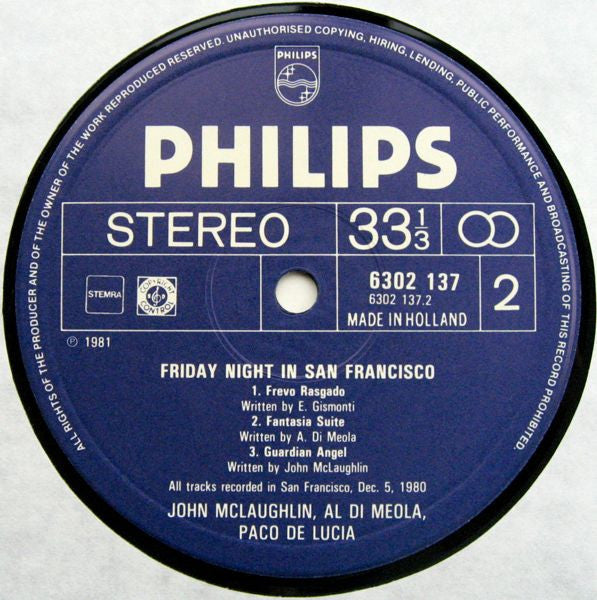 ALL RIGHTS OF THE PRODUCER AND OF THE OWNER OF THE WORK REPRODUCED RESERVED. UNAUTHORISED COPYING, HIRING, LENDING, PUBLIC PERFORMANCE AND BROADCASTING OF THIS RECORD PROHIBITED.
PHILIPS
PHILIPS
STEREO 33⅓ ꝏ
STEMRA COPYRIGHT B D CONTROL 6302 137 2
6302 137.2
MADE IN HOLLAND
℗ 1981
FRIDAY NIGHT IN SAN FRANCISCO
1. Frevo Rasgado
Written by E. Gismonti
2. Fantasia Suite
Written by A. Di Meola
3. Guardian Angel
Written by John McLaughlin
All tracks recorded in San Francisco, Dec. 5, 1980
JOHN MCLAUGHLIN, AL DI MEOLA,
PACO DE LUCIA